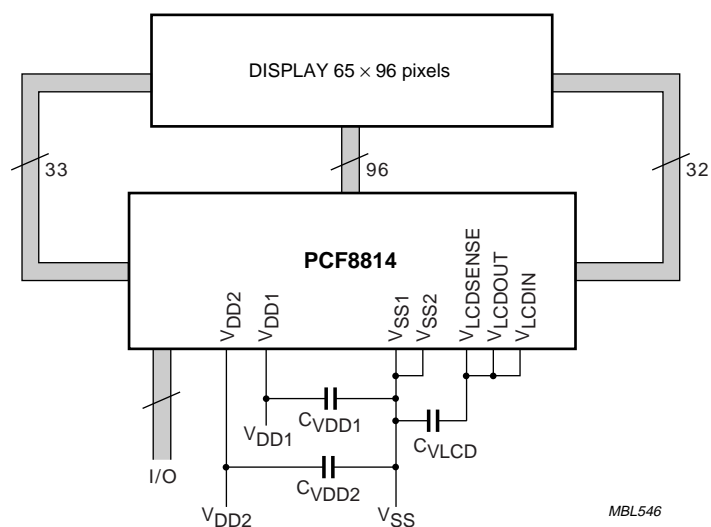 DISPLAY 65 × 96 pixels
33
96
32
PCF8814
VDD2
VDD1
VSS1
VSS2
VLCDSENSE
VLCDOUT
VLCDIN
CVDD1
VDD1
CVLCD
I/O
CVDD2
VDD2
VSS
MBL546